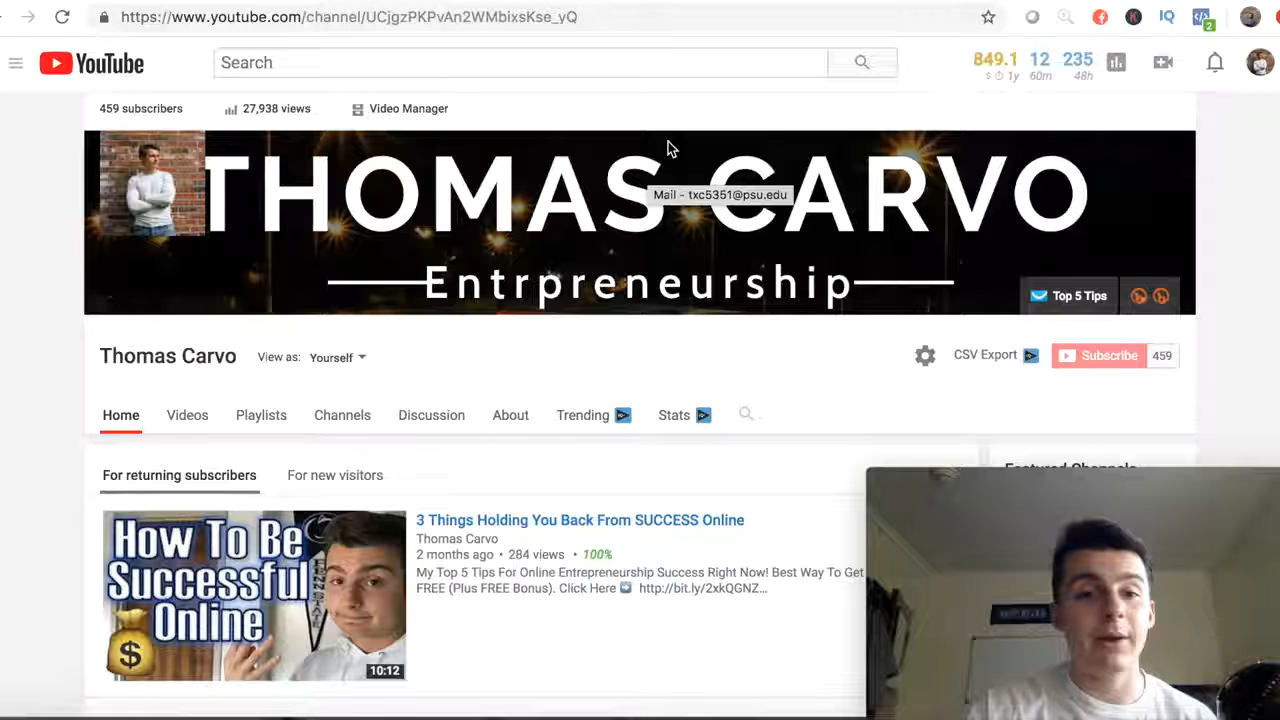 https://www.youtube.com/channel/UCjgzPKPvAn2WMbixsKse_yQ
IQ
2
YouTube
Search
849.1 12 235
$ 1y 60m 48h
459 subscribers 27,938 views Video Manager
THOMAS CARVO
Mail - txc5351@psu.edu
Entrpreneurship
Top 5 Tips
Thomas Carvo View as: Yourself
CSV Export Subscribe 459
Home Videos Playlists Channels Discussion About Trending Stats
For returning subscribers For new visitors
How To Be
Successful
Online
$
10:12
3 Things Holding You Back From SUCCESS Online
Thomas Carvo
2 months ago • 284 views • 100%
My Top 5 Tips For Online Entrepreneurship Success Right Now! Best Way To Get
FREE (Plus FREE Bonus). Click Here http://bit.ly/2xkQGNZ...
Featured Channels